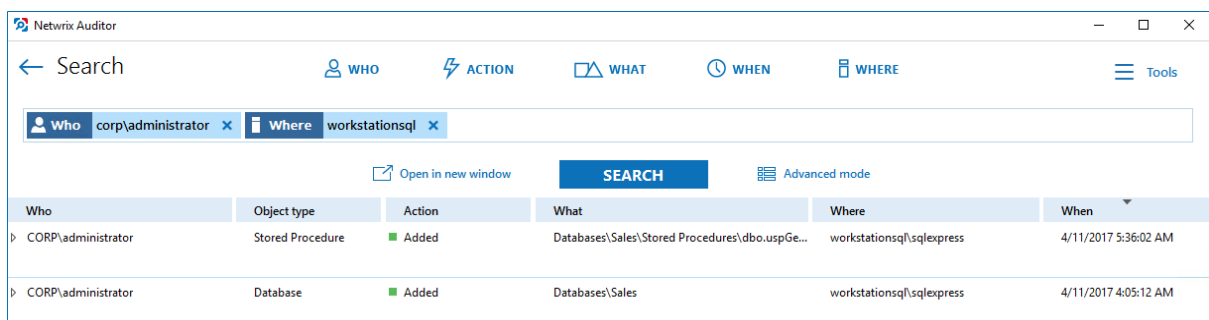 Netwrix Auditor
Search
WHO ACTION WHAT WHEN WHERE
Tools
Who corp\administrator Where workstationsql
Open in new window SEARCH Advanced mode
Who Object type Action What Where When
CORP\administrator Stored Procedure Added Databases\Sales\Stored Procedures\dbo.uspGe... workstationsql\sqlexpress 4/11/2017 5:36:02 AM
CORP\administrator Database Added Databases\Sales workstationsql\sqlexpress 4/11/2017 4:05:12 AM